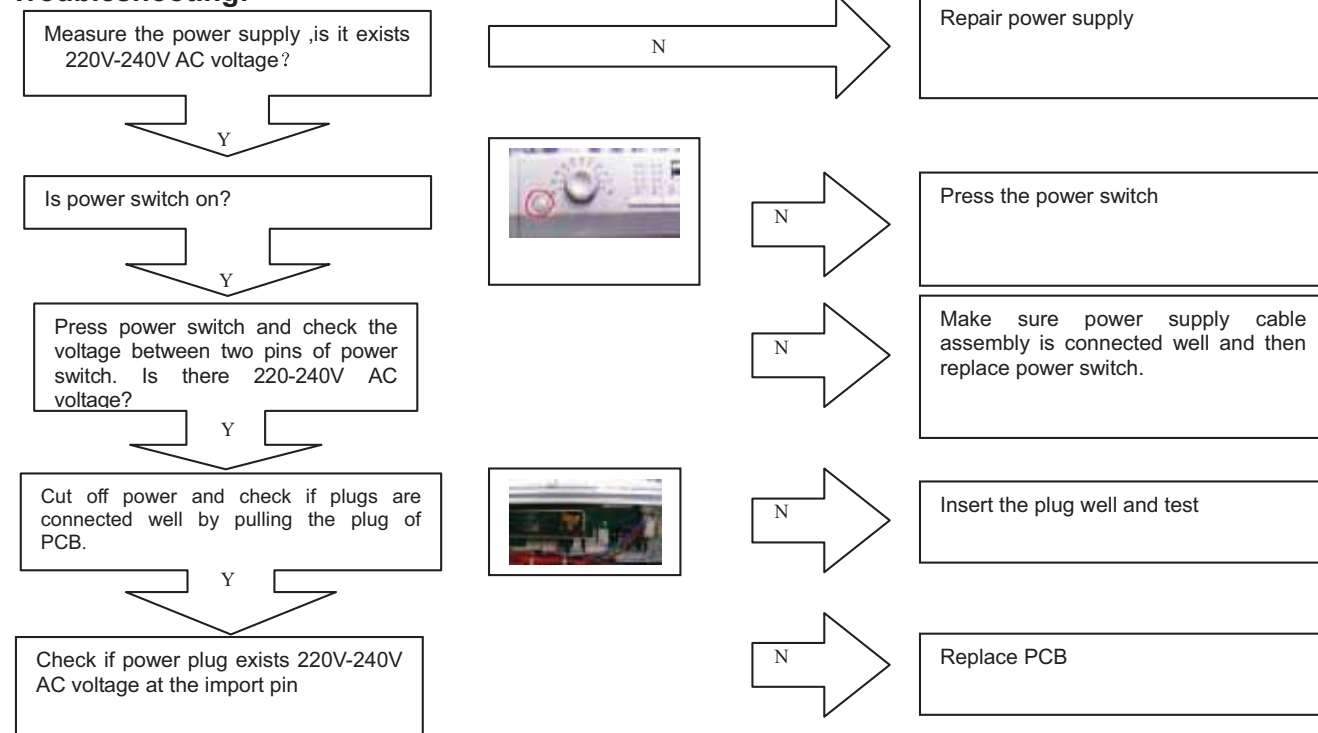 Troubleshooting:
Measure the power supply ,is it exists
220V-240V AC voltage？
N
Repair power supply
Y
Is power switch on?
N
Press the power switch
Y
Press power switch and check the
voltage between two pins of power
switch. Is there 220-240V AC
voltage?
N
Make sure power supply cable
assembly is connected well and then
replace power switch.
Y
Cut off power and check if plugs are
connected well by pulling the plug of
PCB.
N
Insert the plug well and test
Y
Check if power plug exists 220V-240V
AC voltage at the import pin
N
Replace PCB